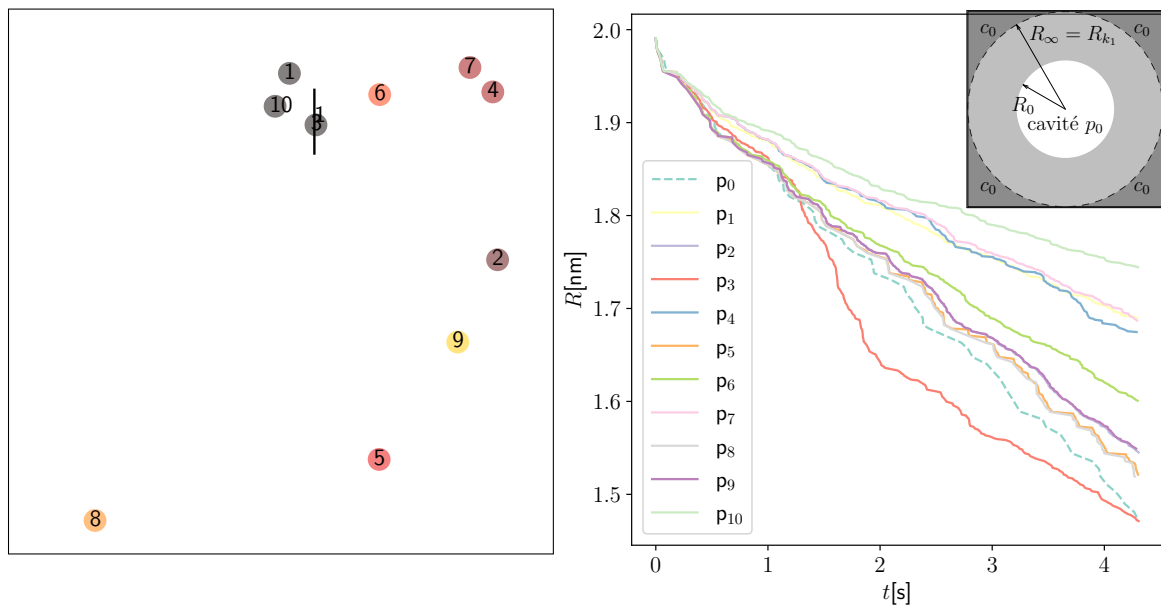 1
10
1
3
6
7
4
2
9
5
8
R[nm]
2.0
1.9
1.8
1.7
1.6
1.5
0 1 2 3 4
t[s]
p₀
p₁
p₂
p₃
p₄
p₅
p₆
p₇
p₈
p₉
p₁₀
c₀ c₀
R∞ = Rₖ₁
R₀
cavité p₀
c₀ c₀